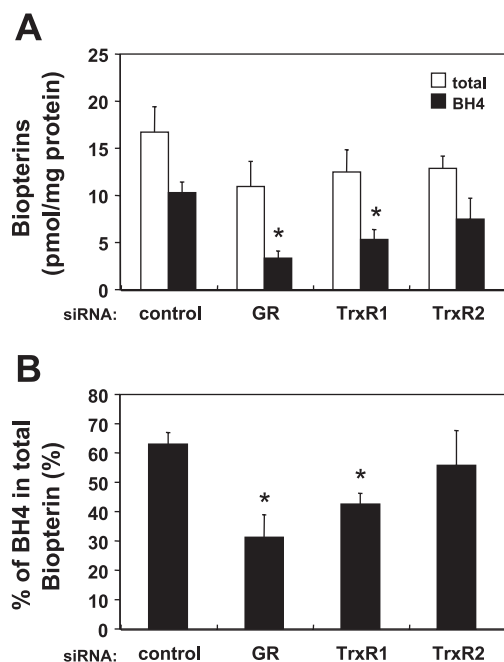 A
Biopterins
(pmol/mg protein)
25
20
15
10
5
0
total
BH4
*
*
siRNA: control GR TrxR1 TrxR2
B
% of BH4 in total
Biopterin (%)
80
70
60
50
40
30
20
10
0
*
*
siRNA: control GR TrxR1 TrxR2